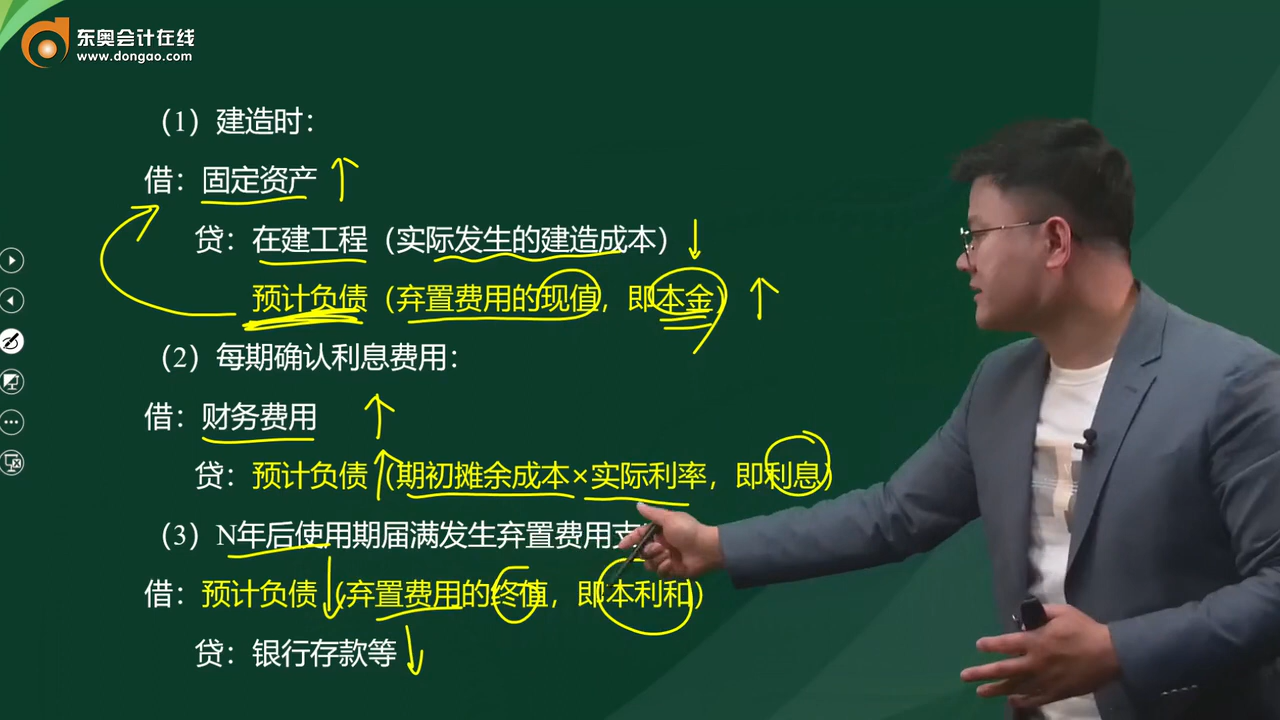 东奥会计在线
www.dongao.com
（1）建造时：
借：固定资产
贷：在建工程（实际发生的建造成本）
预计负债（弃置费用的现值，即本金）
（2）每期确认利息费用：
借：财务费用
贷：预计负债（期初摊余成本×实际利率，即利息）
（3）N年后使用期届满发生弃置费用支
借：预计负债（弃置费用的终值，即本利和）
贷：银行存款等